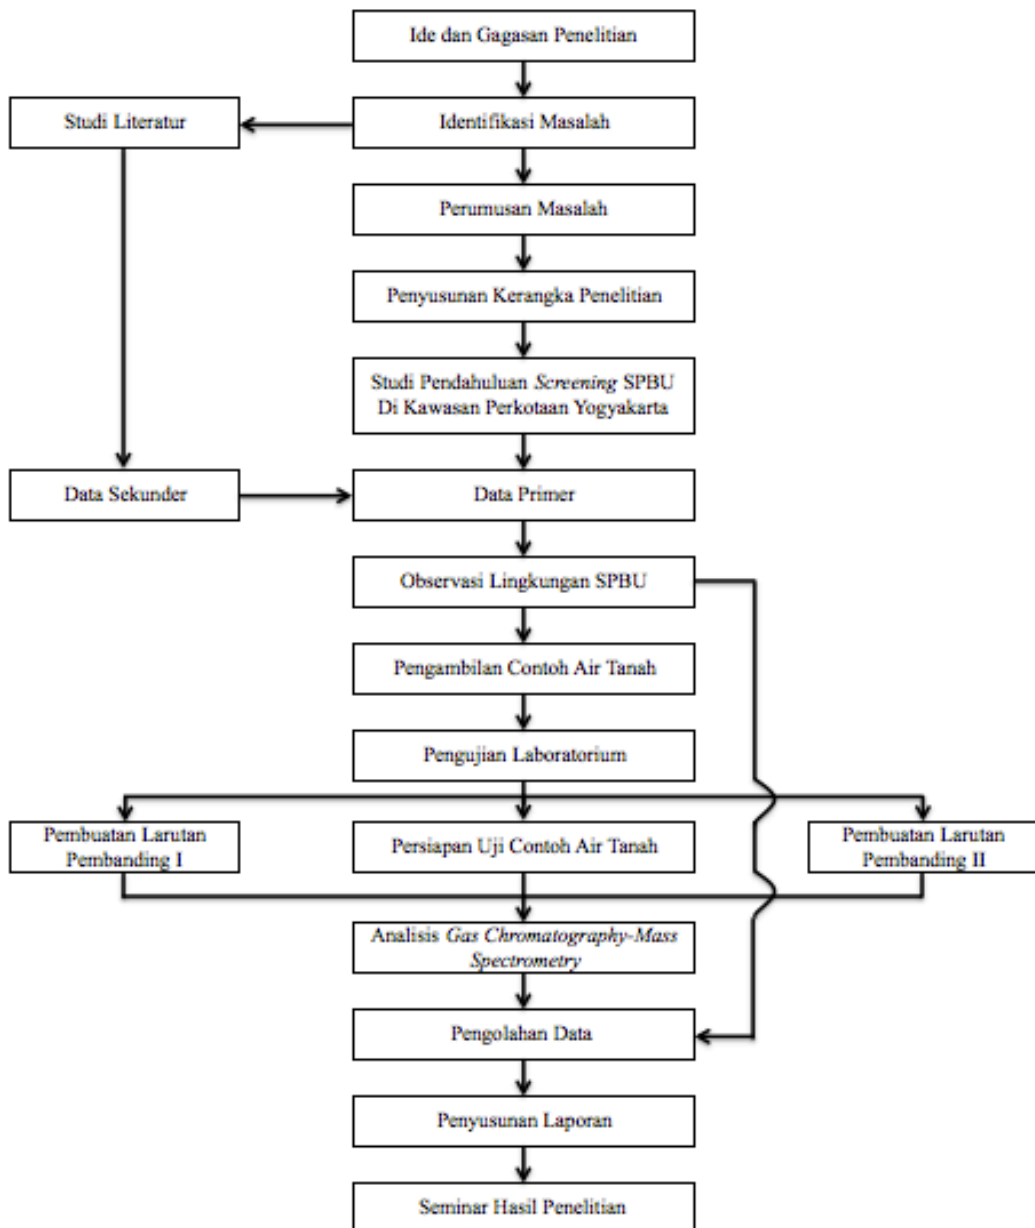 Ide dan Gagasan Penelitian
Studi Literatur
Identifikasi Masalah
Perumusan Masalah
Penyusunan Kerangka Penelitian
Studi Pendahuluan Screening SPBU
Di Kawasan Perkotaan Yogyakarta
Data Sekunder
Data Primer
Observasi Lingkungan SPBU
Pengambilan Contoh Air Tanah
Pengujian Laboratorium
Pembuatan Larutan
Pembanding I
Persiapan Uji Contoh Air Tanah
Pembuatan Larutan
Pembanding II
Analisis Gas Chromatography-Mass
Spectrometry
Pengolahan Data
Penyusunan Laporan
Seminar Hasil Penelitian